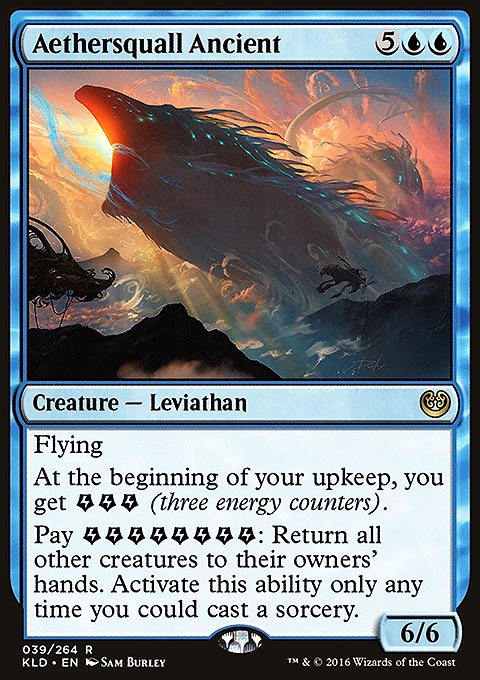 Aethersquall Ancient 5
Creature — Leviathan
Flying
At the beginning of your upkeep, you
get (three energy counters).
Pay : Return all
other creatures to their owners'
hands. Activate this ability only any
time you could cast a sorcery.
6/6
039/264 R
KLD • EN Sam Burley
™ & © 2016 Wizards of the Coast